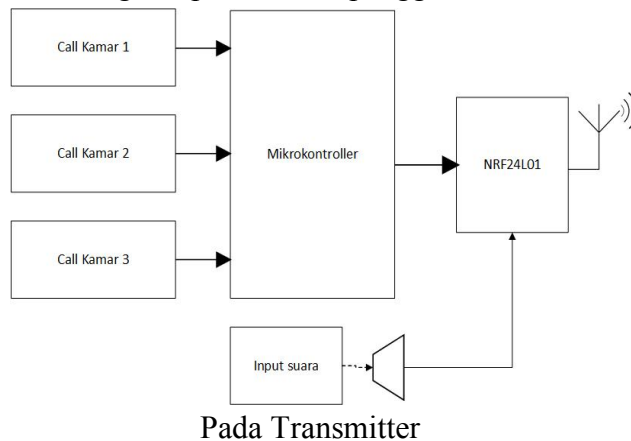 Call Kamar 1
Call Kamar 2
Call Kamar 3
Mikrokontroller
NRF24L01
Input suara
Pada Transmitter